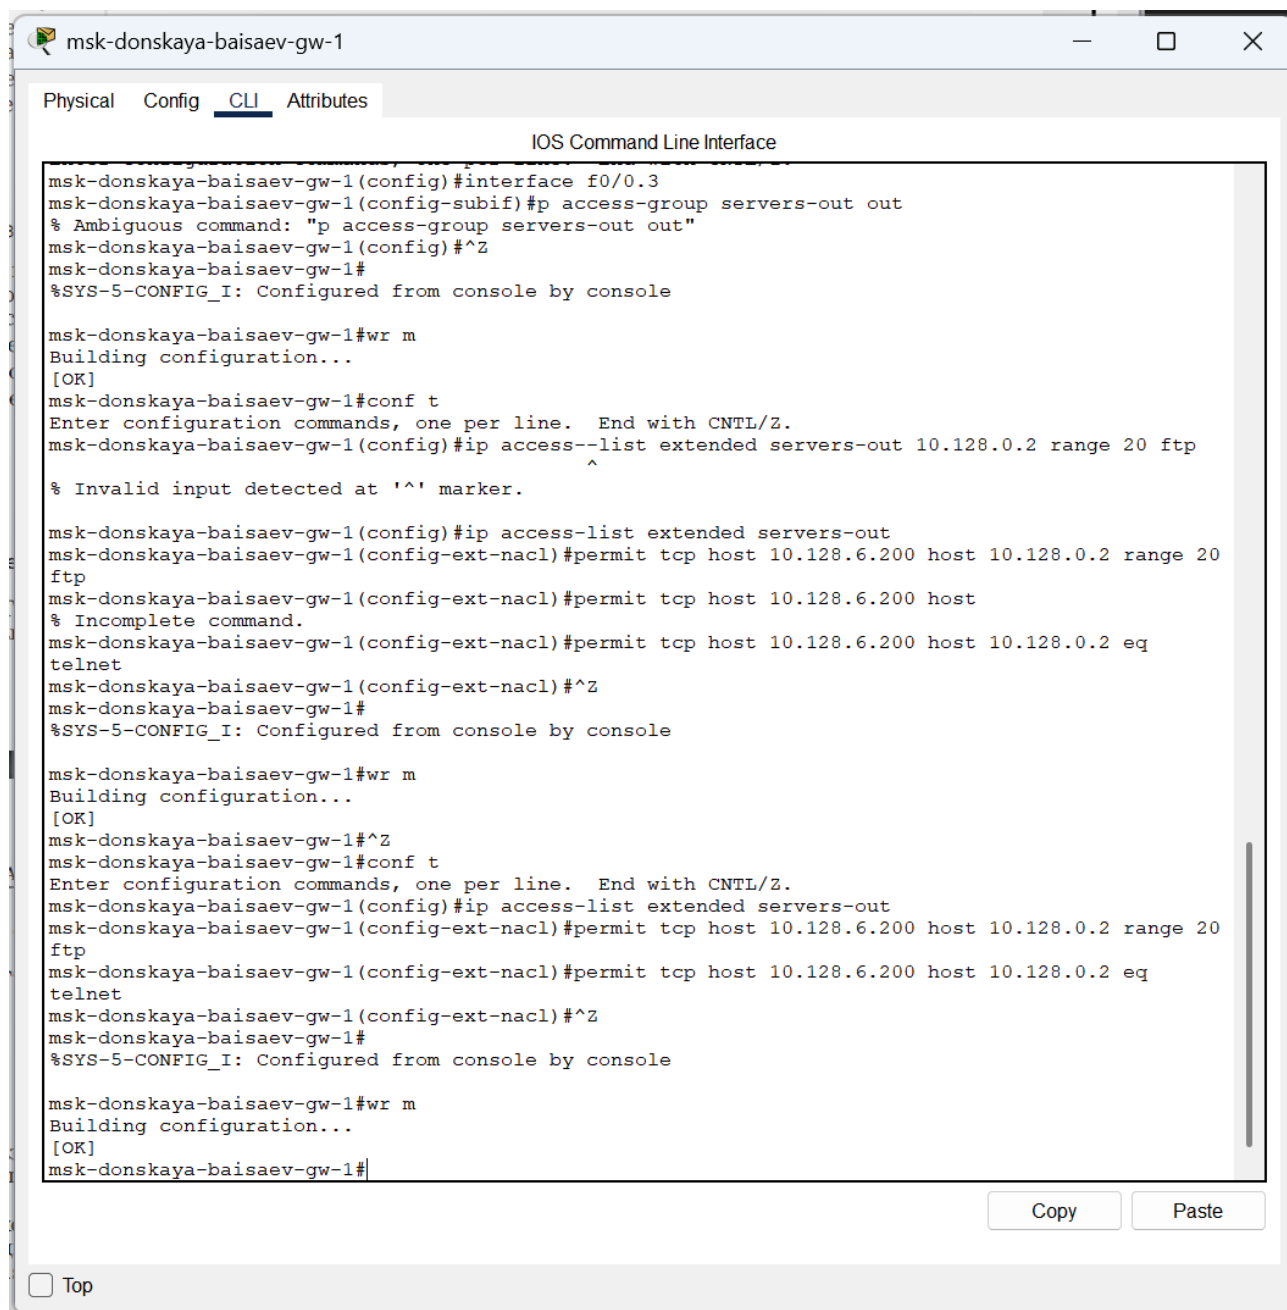 msk-donskaya-baisaev-gw-1
Physical Config CLI Attributes
IOS Command Line Interface
msk-donskaya-baisaev-gw-1(config)#interface f0/0.3
msk-donskaya-baisaev-gw-1(config-subif)#p access-group servers-out out
% Ambiguous command: "p access-group servers-out out"
msk-donskaya-baisaev-gw-1(config)#^Z
msk-donskaya-baisaev-gw-1#
%SYS-5-CONFIG_I: Configured from console by console
msk-donskaya-baisaev-gw-1#wr m
Building configuration...
[OK]
msk-donskaya-baisaev-gw-1#conf t
Enter configuration commands, one per line.  End with CNTL/Z.
msk-donskaya-baisaev-gw-1(config)#ip access--list extended servers-out 10.128.0.2 range 20 ftp
^
% Invalid input detected at '^' marker.
msk-donskaya-baisaev-gw-1(config)#ip access-list extended servers-out
msk-donskaya-baisaev-gw-1(config-ext-nacl)#permit tcp host 10.128.6.200 host 10.128.0.2 range 20
ftp
msk-donskaya-baisaev-gw-1(config-ext-nacl)#permit tcp host 10.128.6.200 host
% Incomplete command.
msk-donskaya-baisaev-gw-1(config-ext-nacl)#permit tcp host 10.128.6.200 host 10.128.0.2 eq
telnet
msk-donskaya-baisaev-gw-1(config-ext-nacl)#^Z
msk-donskaya-baisaev-gw-1#
%SYS-5-CONFIG_I: Configured from console by console
msk-donskaya-baisaev-gw-1#wr m
Building configuration...
[OK]
msk-donskaya-baisaev-gw-1#^Z
msk-donskaya-baisaev-gw-1#conf t
Enter configuration commands, one per line.  End with CNTL/Z.
msk-donskaya-baisaev-gw-1(config)#ip access-list extended servers-out
msk-donskaya-baisaev-gw-1(config-ext-nacl)#permit tcp host 10.128.6.200 host 10.128.0.2 range 20
ftp
msk-donskaya-baisaev-gw-1(config-ext-nacl)#permit tcp host 10.128.6.200 host 10.128.0.2 eq
telnet
msk-donskaya-baisaev-gw-1(config-ext-nacl)#^Z
msk-donskaya-baisaev-gw-1#
%SYS-5-CONFIG_I: Configured from console by console
msk-donskaya-baisaev-gw-1#wr m
Building configuration...
[OK]
msk-donskaya-baisaev-gw-1#
Copy Paste
Top